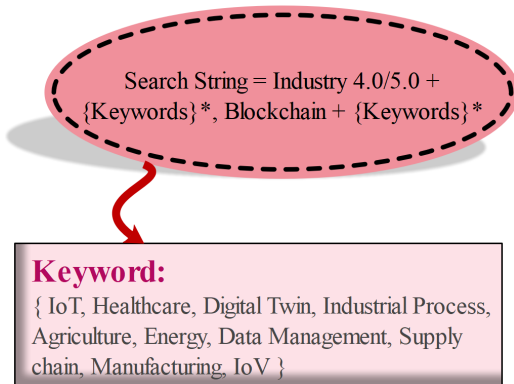 Search String = Industry 4.0/5.0 +
{Keywords}*, Blockchain + {Keywords}*
Keyword:
{ IoT, Healthcare, Digital Twin, Industrial Process,
Agriculture, Energy, Data Management, Supply
chain, Manufacturing, IoV }